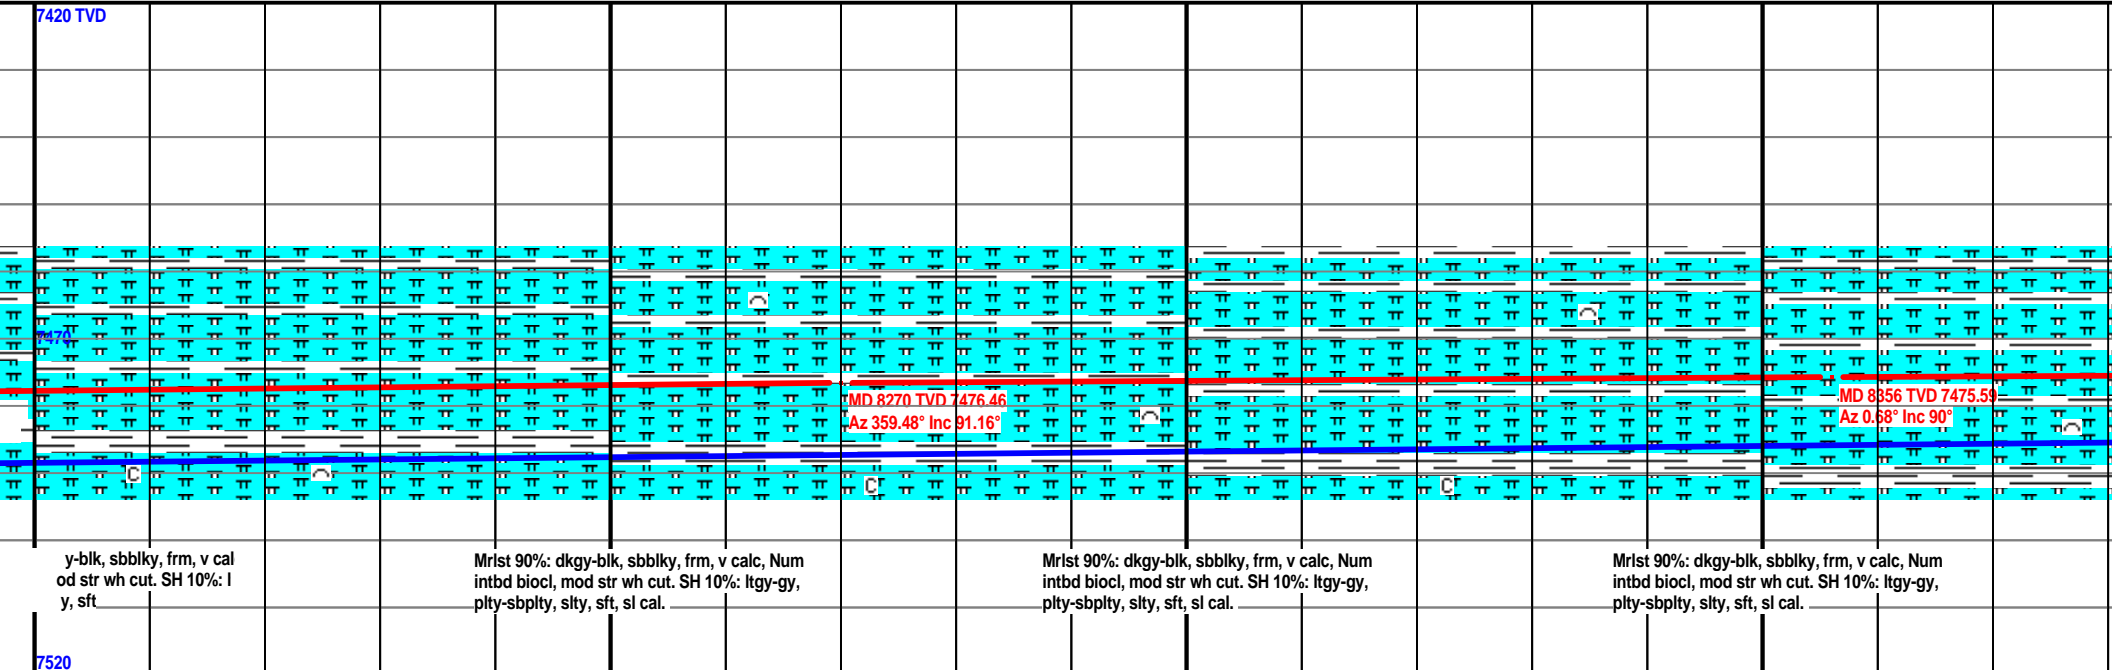 7420 TVD
7470
MD 8270 TVD 7476.46
Az 359.48° Inc 91.16°
MD 8356 TVD 7475.59
Az 0.68° Inc 90°
C
C
C
y-blk, sbblky, frm, v cal
od str wh cut. SH 10%: l
y, sft
Mrlst 90%: dkgy-blk, sbblky, frm, v calc, Num
intbd biocl, mod str wh cut. SH 10%: ltgy-gy,
plty-sbplty, slty, sft, sl cal.
Mrlst 90%: dkgy-blk, sbblky, frm, v calc, Num
intbd biocl, mod str wh cut. SH 10%: ltgy-gy,
plty-sbplty, slty, sft, sl cal.
Mrlst 90%: dkgy-blk, sbblky, frm, v calc, Num
intbd biocl, mod str wh cut. SH 10%: ltgy-gy,
plty-sbplty, slty, sft, sl cal.
7520